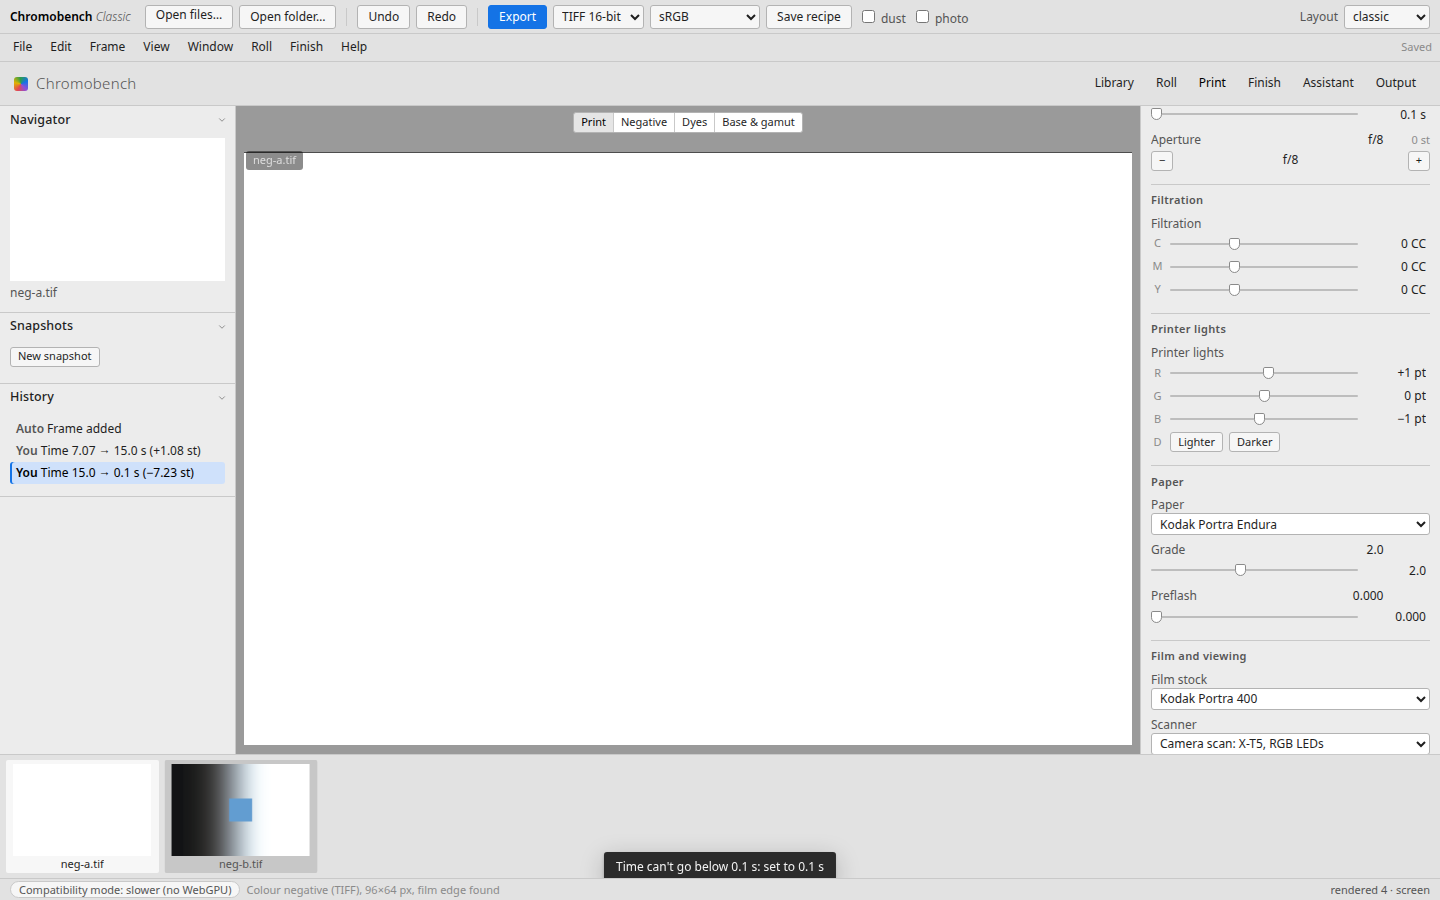 Chromobench Classic Open files... Open folder... Undo Redo Export TIFF 16-bit sRGB Save recipe dust photo Layout classic
File Edit Frame View Window Roll Finish Help Saved
Chromobench Library Roll Print Finish Assistant Output
Navigator
neg-a.tif
Snapshots
New snapshot
History
Auto Frame added
You Time 7.07 → 15.0 s (+1.08 st)
You Time 15.0 → 0.1 s (−7.23 st)
Print Negative Dyes Base & gamut
neg-a.tif
0.1 s
Aperture f/8 0 st
− f/8 +
Filtration
Filtration
C 0 CC
M 0 CC
Y 0 CC
Printer lights
Printer lights
R +1 pt
G 0 pt
B −1 pt
D Lighter Darker
Paper
Paper
Kodak Portra Endura
Grade 2.0
2.0
Preflash 0.000
0.000
Film and viewing
Film stock
Kodak Portra 400
Scanner
Camera scan: X-T5, RGB LEDs
neg-a.tif neg-b.tif
Time can't go below 0.1 s: set to 0.1 s
Compatibility mode: slower (no WebGPU) Colour negative (TIFF), 96×64 px, film edge found rendered 4 · screen